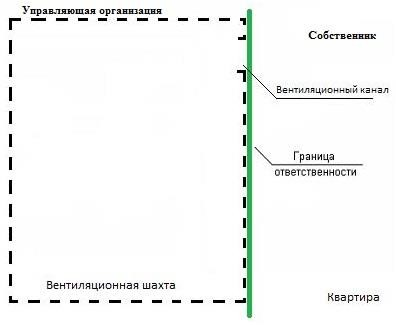 Управляющая организация
Собственник
Вентиляционный канал
Граница
ответственности
Вентиляционная шахта
Квартира